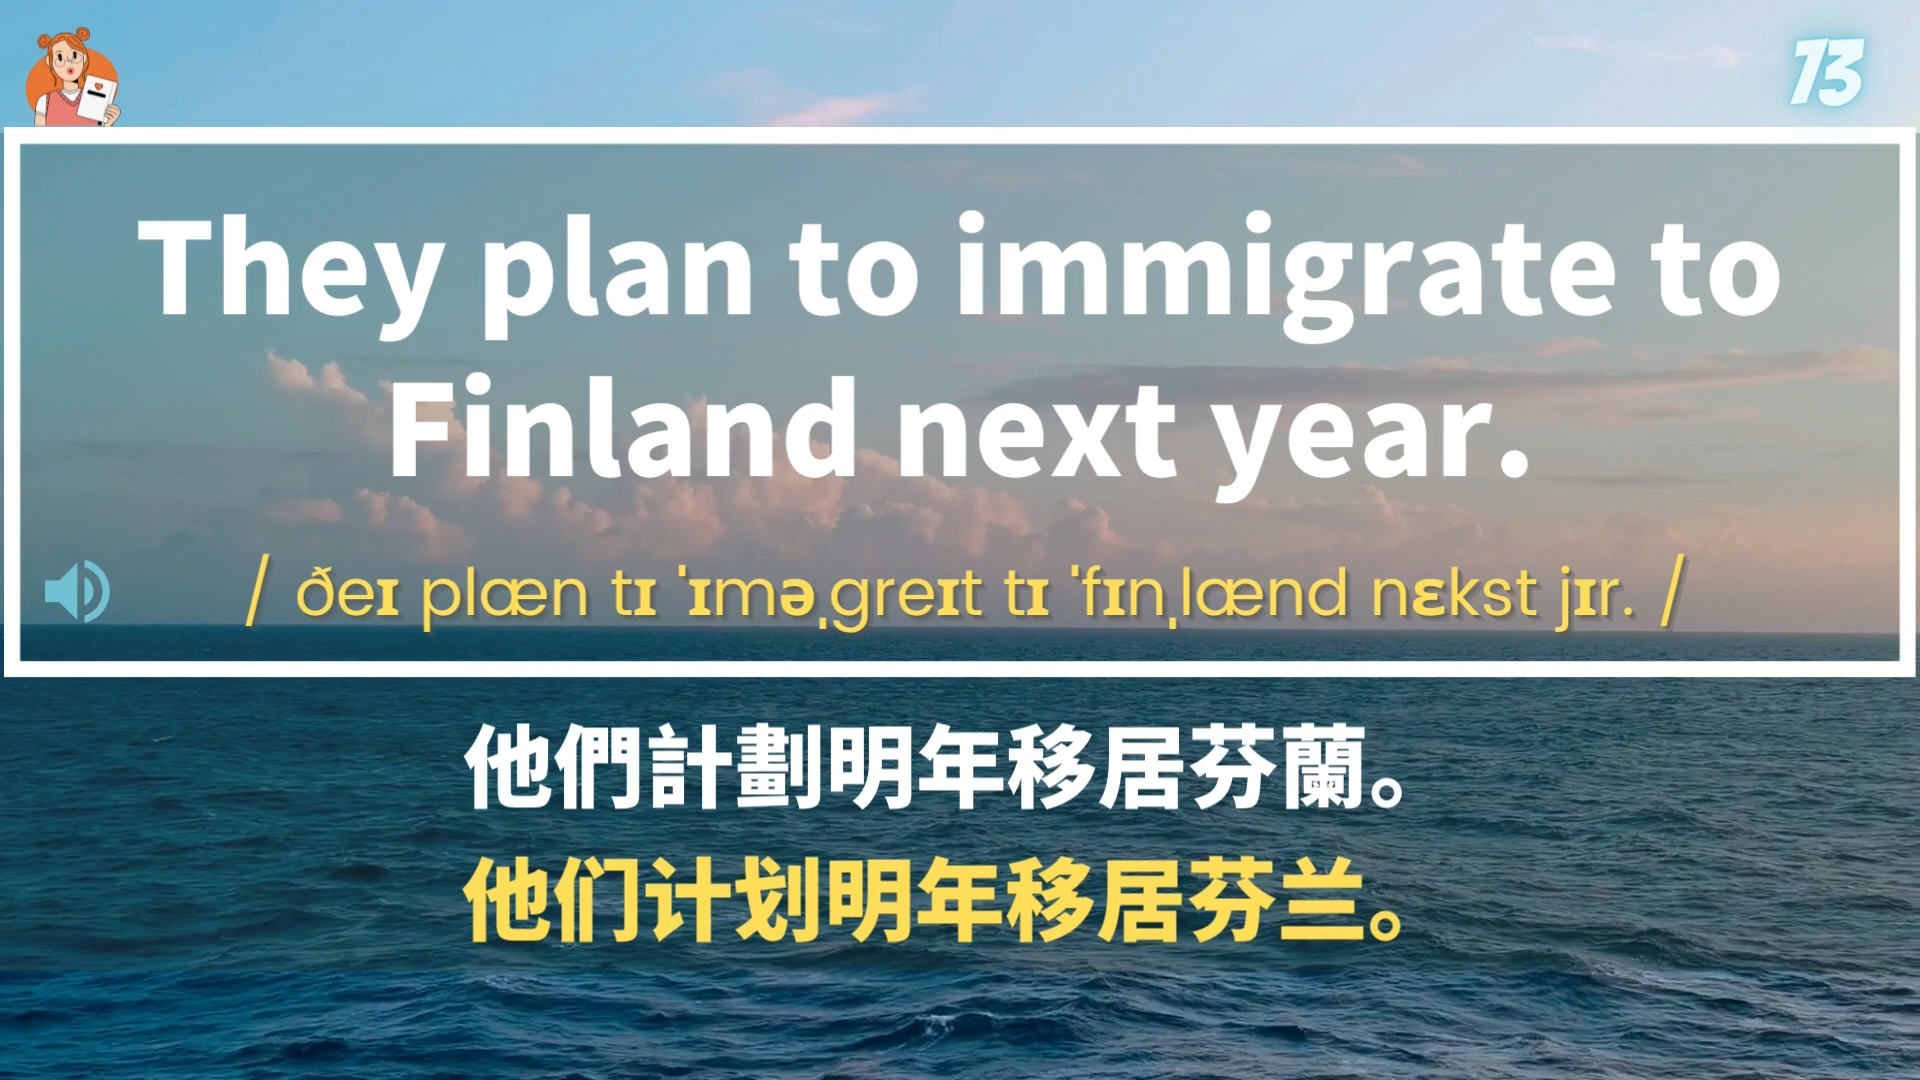 73
They plan to immigrate to
Finland next year.
/ ðeɪ plæn tɪ ˈɪməˌgreɪt tɪ ˈfɪnˌlænd nɛkst jɪr. /
他們計劃明年移居芬蘭。
他们计划明年移居芬兰。